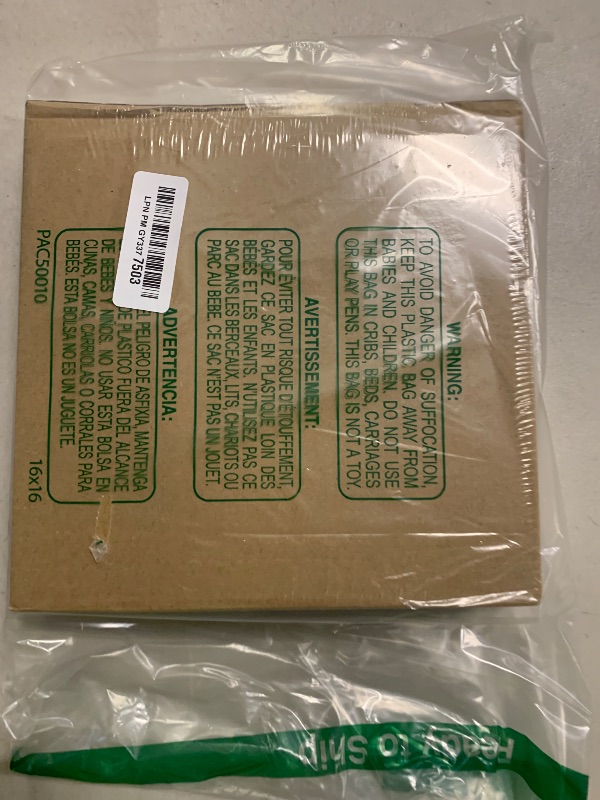 WARNING:
TO AVOID DANGER OF SUFFOCATION,
KEEP THIS PLASTIC BAG AWAY FROM
BABIES AND CHILDREN. DO NOT USE
THIS BAG IN CRIBS, BEDS, CARRIAGES
OR PLAY PENS. THIS BAG IS NOT A TOY.
AVERTISSEMENT:
POUR ÉVITER TOUT RISQUE D'ÉTOUFFEMENT,
GARDEZ CE SAC EN PLASTIQUE LOIN DES
BEBES ET LES ENFANTS. N'UTILISEZ PAS CE
SAC DANS LES BERCEAUX, LITS, CHARIOTS OU
PARC AU BEBE. CE SAC N'EST PAS UN JOUET.
ADVERTENCIA:
EL PELIGRO DE ASFIXIA, MANTENGA
DE PLASTICO FUERA DEL ALCANCE
DE BEBES Y NIÑOS. NO USAR ESTA BOLSA EN
CUNAS, CAMAS, CARRIOLAS O CORRALES PARA
BEBES. ESTA BOLSA NO ES UN JUGUETE.
PAC50010
16x16
LPN PM GY337 7503
Ready to Ship